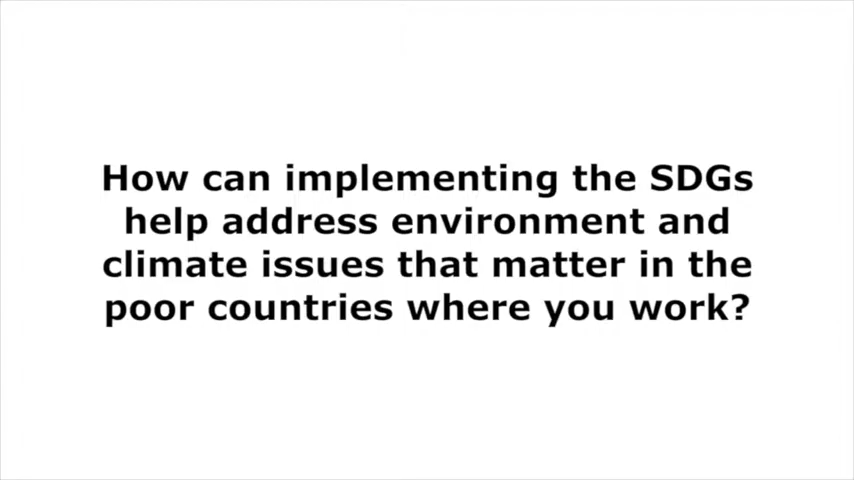 How can implementing the SDGs
help address environment and
climate issues that matter in the
poor countries where you work?